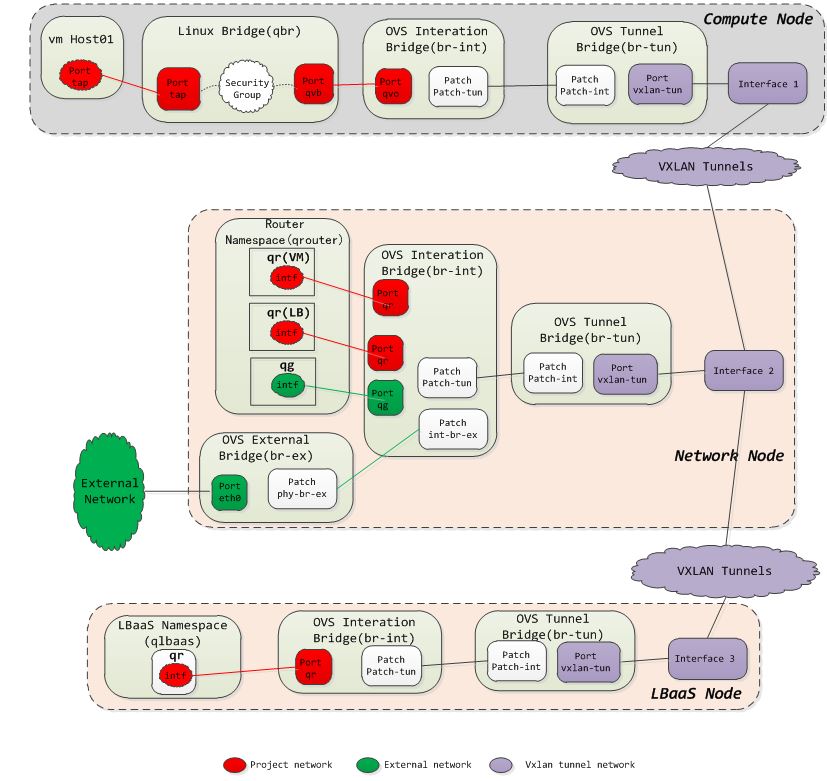 Compute Node
vm Host01
Port
tap
Linux Bridge(qbr)
Port
tap
Security
Group
Port
qvb
OVS Interation
Bridge(br-int)
Port
qvo
Patch
Patch-tun
OVS Tunnel
Bridge(br-tun)
Patch
Patch-int
Port
vxlan-tun
Interface 1
VXLAN Tunnels
Router
Namespace(qrouter)
qr(VM)
intf
qr(LB)
intf
qg
intf
OVS Interation
Bridge(br-int)
Port
qr
Port
qr
Port
qg
Patch
Patch-tun
Patch
int-br-ex
OVS Tunnel
Bridge(br-tun)
Patch
Patch-int
Port
vxlan-tun
Interface 2
Network Node
OVS External
Bridge(br-ex)
Port
eth0
Patch
phy-br-ex
External
Network
VXLAN Tunnels
LBaaS Namespace
(qlbaas)
qr
intf
OVS Interation
Bridge(br-int)
Port
qr
Patch
Patch-tun
OVS Tunnel
Bridge(br-tun)
Patch
Patch-int
Port
vxlan-tun
Interface 3
LBaaS Node
Project network
External network
Vxlan tunnel network